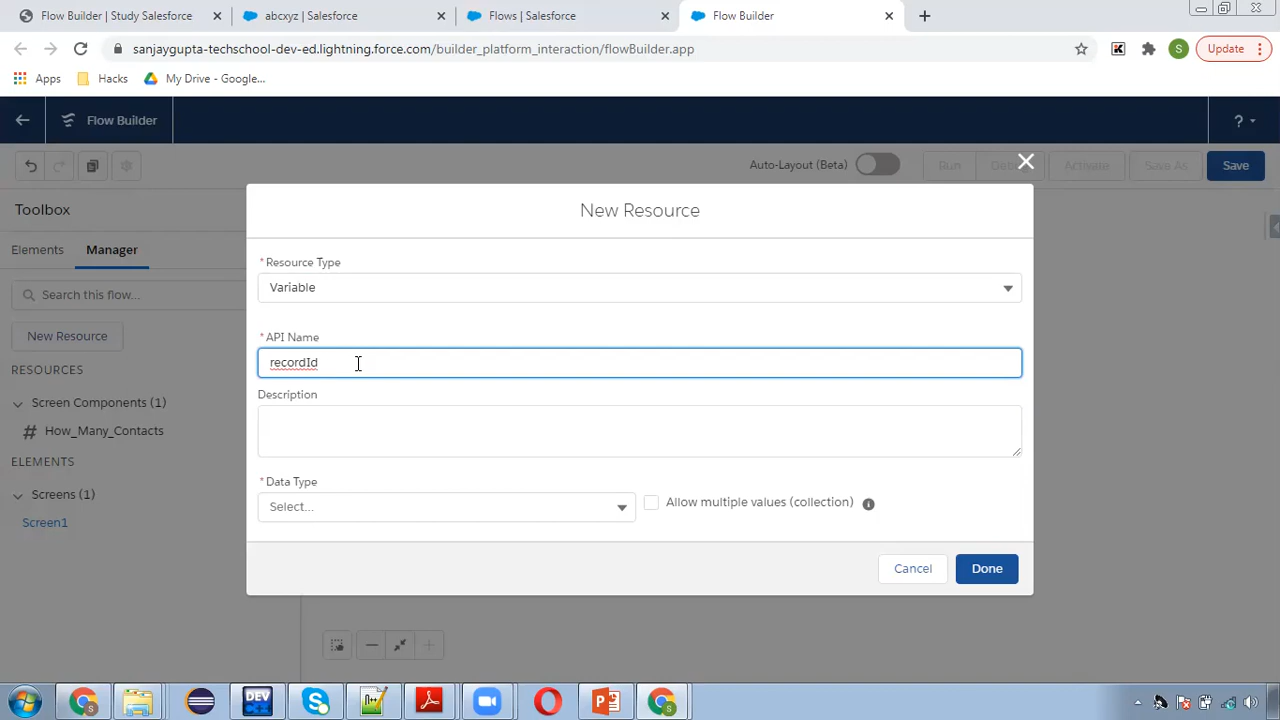 Flow Builder | Study Salesforce
abcxyz | Salesforce
Flows | Salesforce
Flow Builder
sanjaygupta-techschool-dev-ed.lightning.force.com/builder_platform_interaction/flowBuilder.app
K
S
Update
Apps
Hacks
My Drive - Google...
Flow Builder
?
Auto-Layout (Beta)
Run
Debug
Activate
Save As
Save
Toolbox
New Resource
Elements
Manager
* Resource Type
Variable
Search this flow...
New Resource
* API Name
recordId
RESOURCES
Screen Components (1)
Description
# How_Many_Contacts
ELEMENTS
* Data Type
Screens (1)
Select...
Allow multiple values (collection)
Screen1
Cancel
Done
S
DEV
C++
S